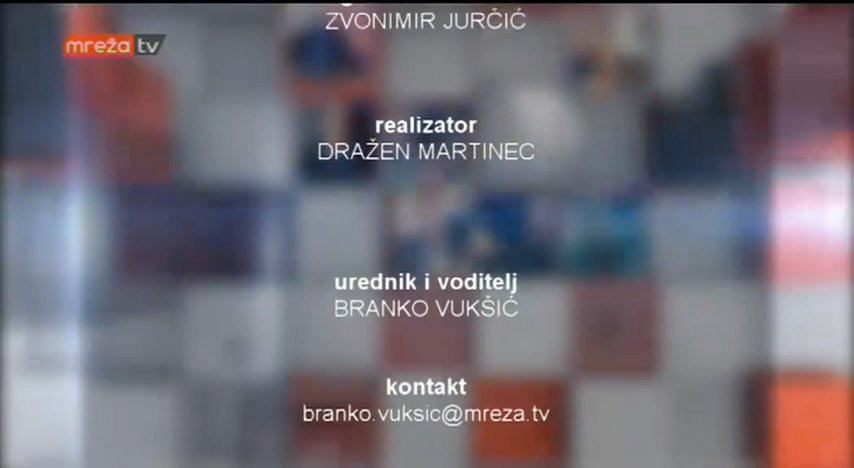 ZVONIMIR JURČIĆ
mreža tv
realizator
DRAŽEN MARTINEC
urednik i voditelj
BRANKO VUKŠIĆ
kontakt
branko.vuksic@mreza.tv